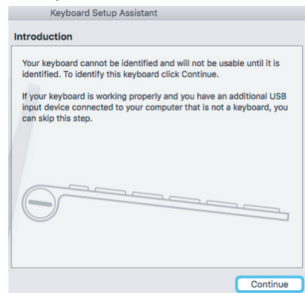 Keyboard Setup Assistant
Introduction
Your keyboard cannot be identified and will not be usable until it is
identified. To identify this keyboard click Continue.
If your keyboard is working properly and you have an additional USB
input device connected to your computer that is not a keyboard, you
can skip this step.
Continue